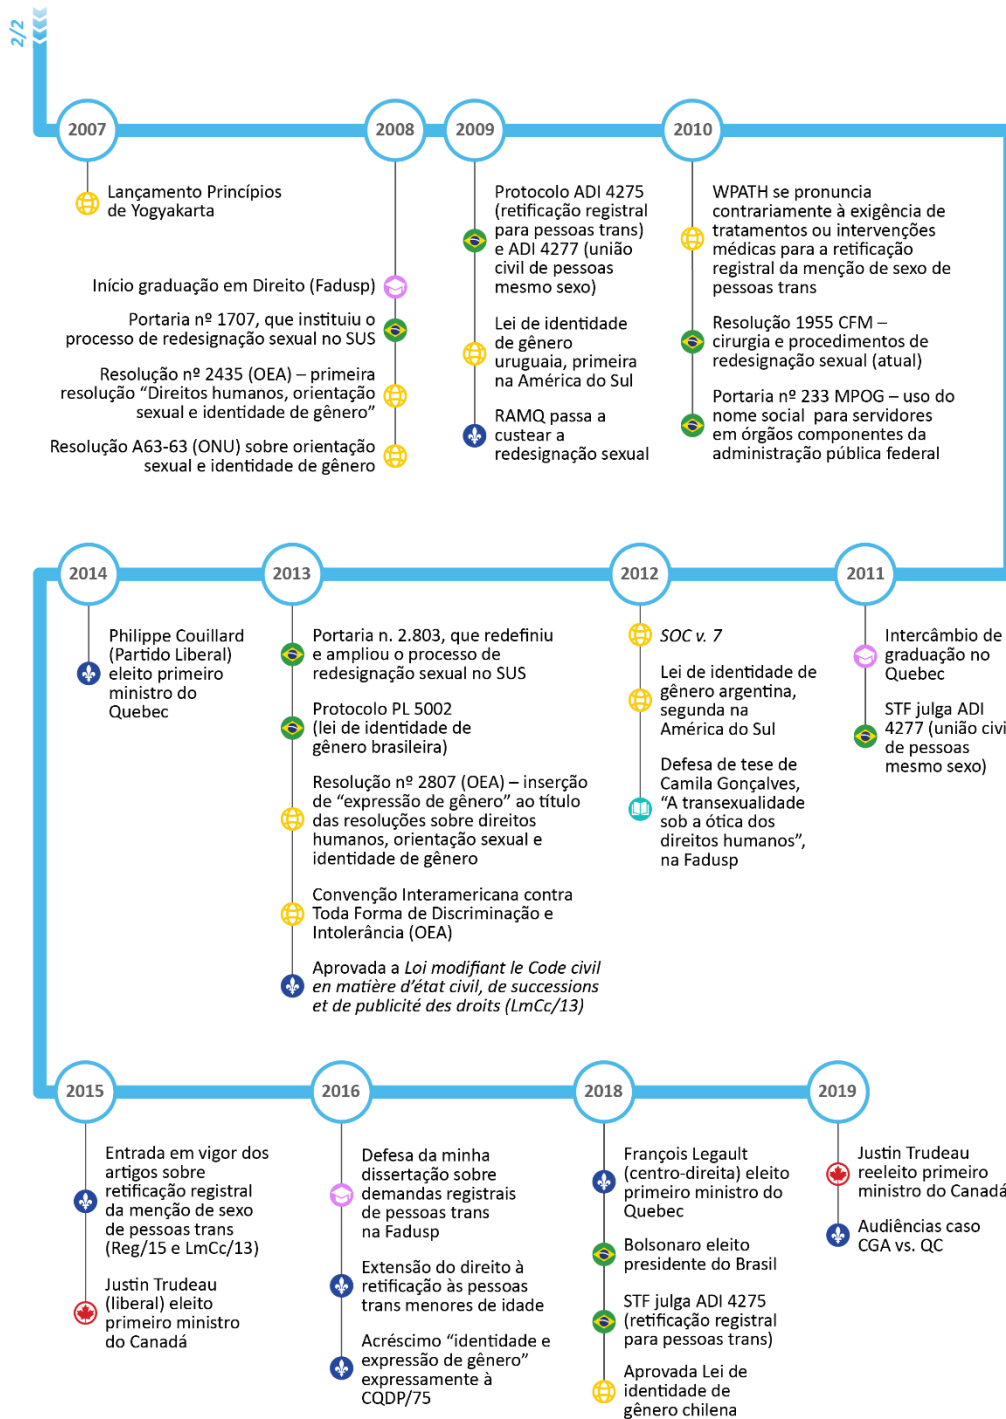 2/2
2007
Lançamento Princípios
de Yogyakarta
2008
Início graduação em Direito (Fadusp)
Portaria nº 1707, que instituiu o
processo de redesignação sexual no SUS
Resolução nº 2435 (OEA) – primeira
resolução “Direitos humanos, orientação
sexual e identidade de gênero”
Resolução A63-63 (ONU) sobre orientação
sexual e identidade de gênero
2009
Protocolo ADI 4275
(retificação registral
para pessoas trans)
e ADI 4277 (união
civil de pessoas
mesmo sexo)
Lei de identidade
de gênero
uruguaia, primeira
na América do Sul
RAMQ passa a
custear a
redesignação sexual
2010
WPATH se pronuncia
contrariamente à exigência de
tratamentos ou intervenções
médicas para a retificação
registral da menção de sexo de
pessoas trans
Resolução 1955 CFM –
cirurgia e procedimentos de
redesignação sexual (atual)
Portaria nº 233 MPOG – uso do
nome social para servidores
em órgãos componentes da
administração pública federal
2014
Philippe Couillard
(Partido Liberal)
eleito primeiro
ministro do
Quebec
2013
Portaria n. 2.803, que redefiniu
e ampliou o processo de
redesignação sexual no SUS
Protocolo PL 5002
(lei de identidade de
gênero brasileira)
Resolução nº 2807 (OEA) – inserção
de “expressão de gênero” ao título
das resoluções sobre direitos
humanos, orientação sexual e
identidade de gênero
Convenção Interamericana contra
Toda Forma de Discriminação e
Intolerância (OEA)
Aprovada a Loi modifiant le Code civil
en matière d’état civil, de successions
et de publicité des droits (LmCc/13)
2012
SOC v. 7
Lei de identidade de
gênero argentina,
segunda na
América do Sul
Defesa de tese de
Camila Gonçalves,
“A transexualidade
sob a ótica dos
direitos humanos”,
na Fadusp
2011
Intercâmbio de
graduação no
Quebec
STF julga ADI
4277 (união civi
de pessoas
mesmo sexo)
2015
Entrada em vigor dos
artigos sobre
retificação registral
da menção de sexo
de pessoas trans
(Reg/15 e LmCc/13)
Justin Trudeau
(liberal) eleito
primeiro ministro
do Canadá
2016
Defesa da minha
dissertação sobre
demandas registrais
de pessoas trans
na Fadusp
Extensão do direito à
retificação às pessoas
trans menores de idade
Acréscimo “identidade e
expressão de gênero”
expressamente à
CQDP/75
2018
François Legault
(centro-direita) eleito
primeiro ministro do
Quebec
Bolsonaro eleito
presidente do Brasil
STF julga ADI 4275
(retificação registral
para pessoas trans)
Aprovada Lei de
identidade de
gênero chilena
2019
Justin Trudeau
reeleito primeiro
ministro do Canadá
Audiências caso
CGA vs. QC